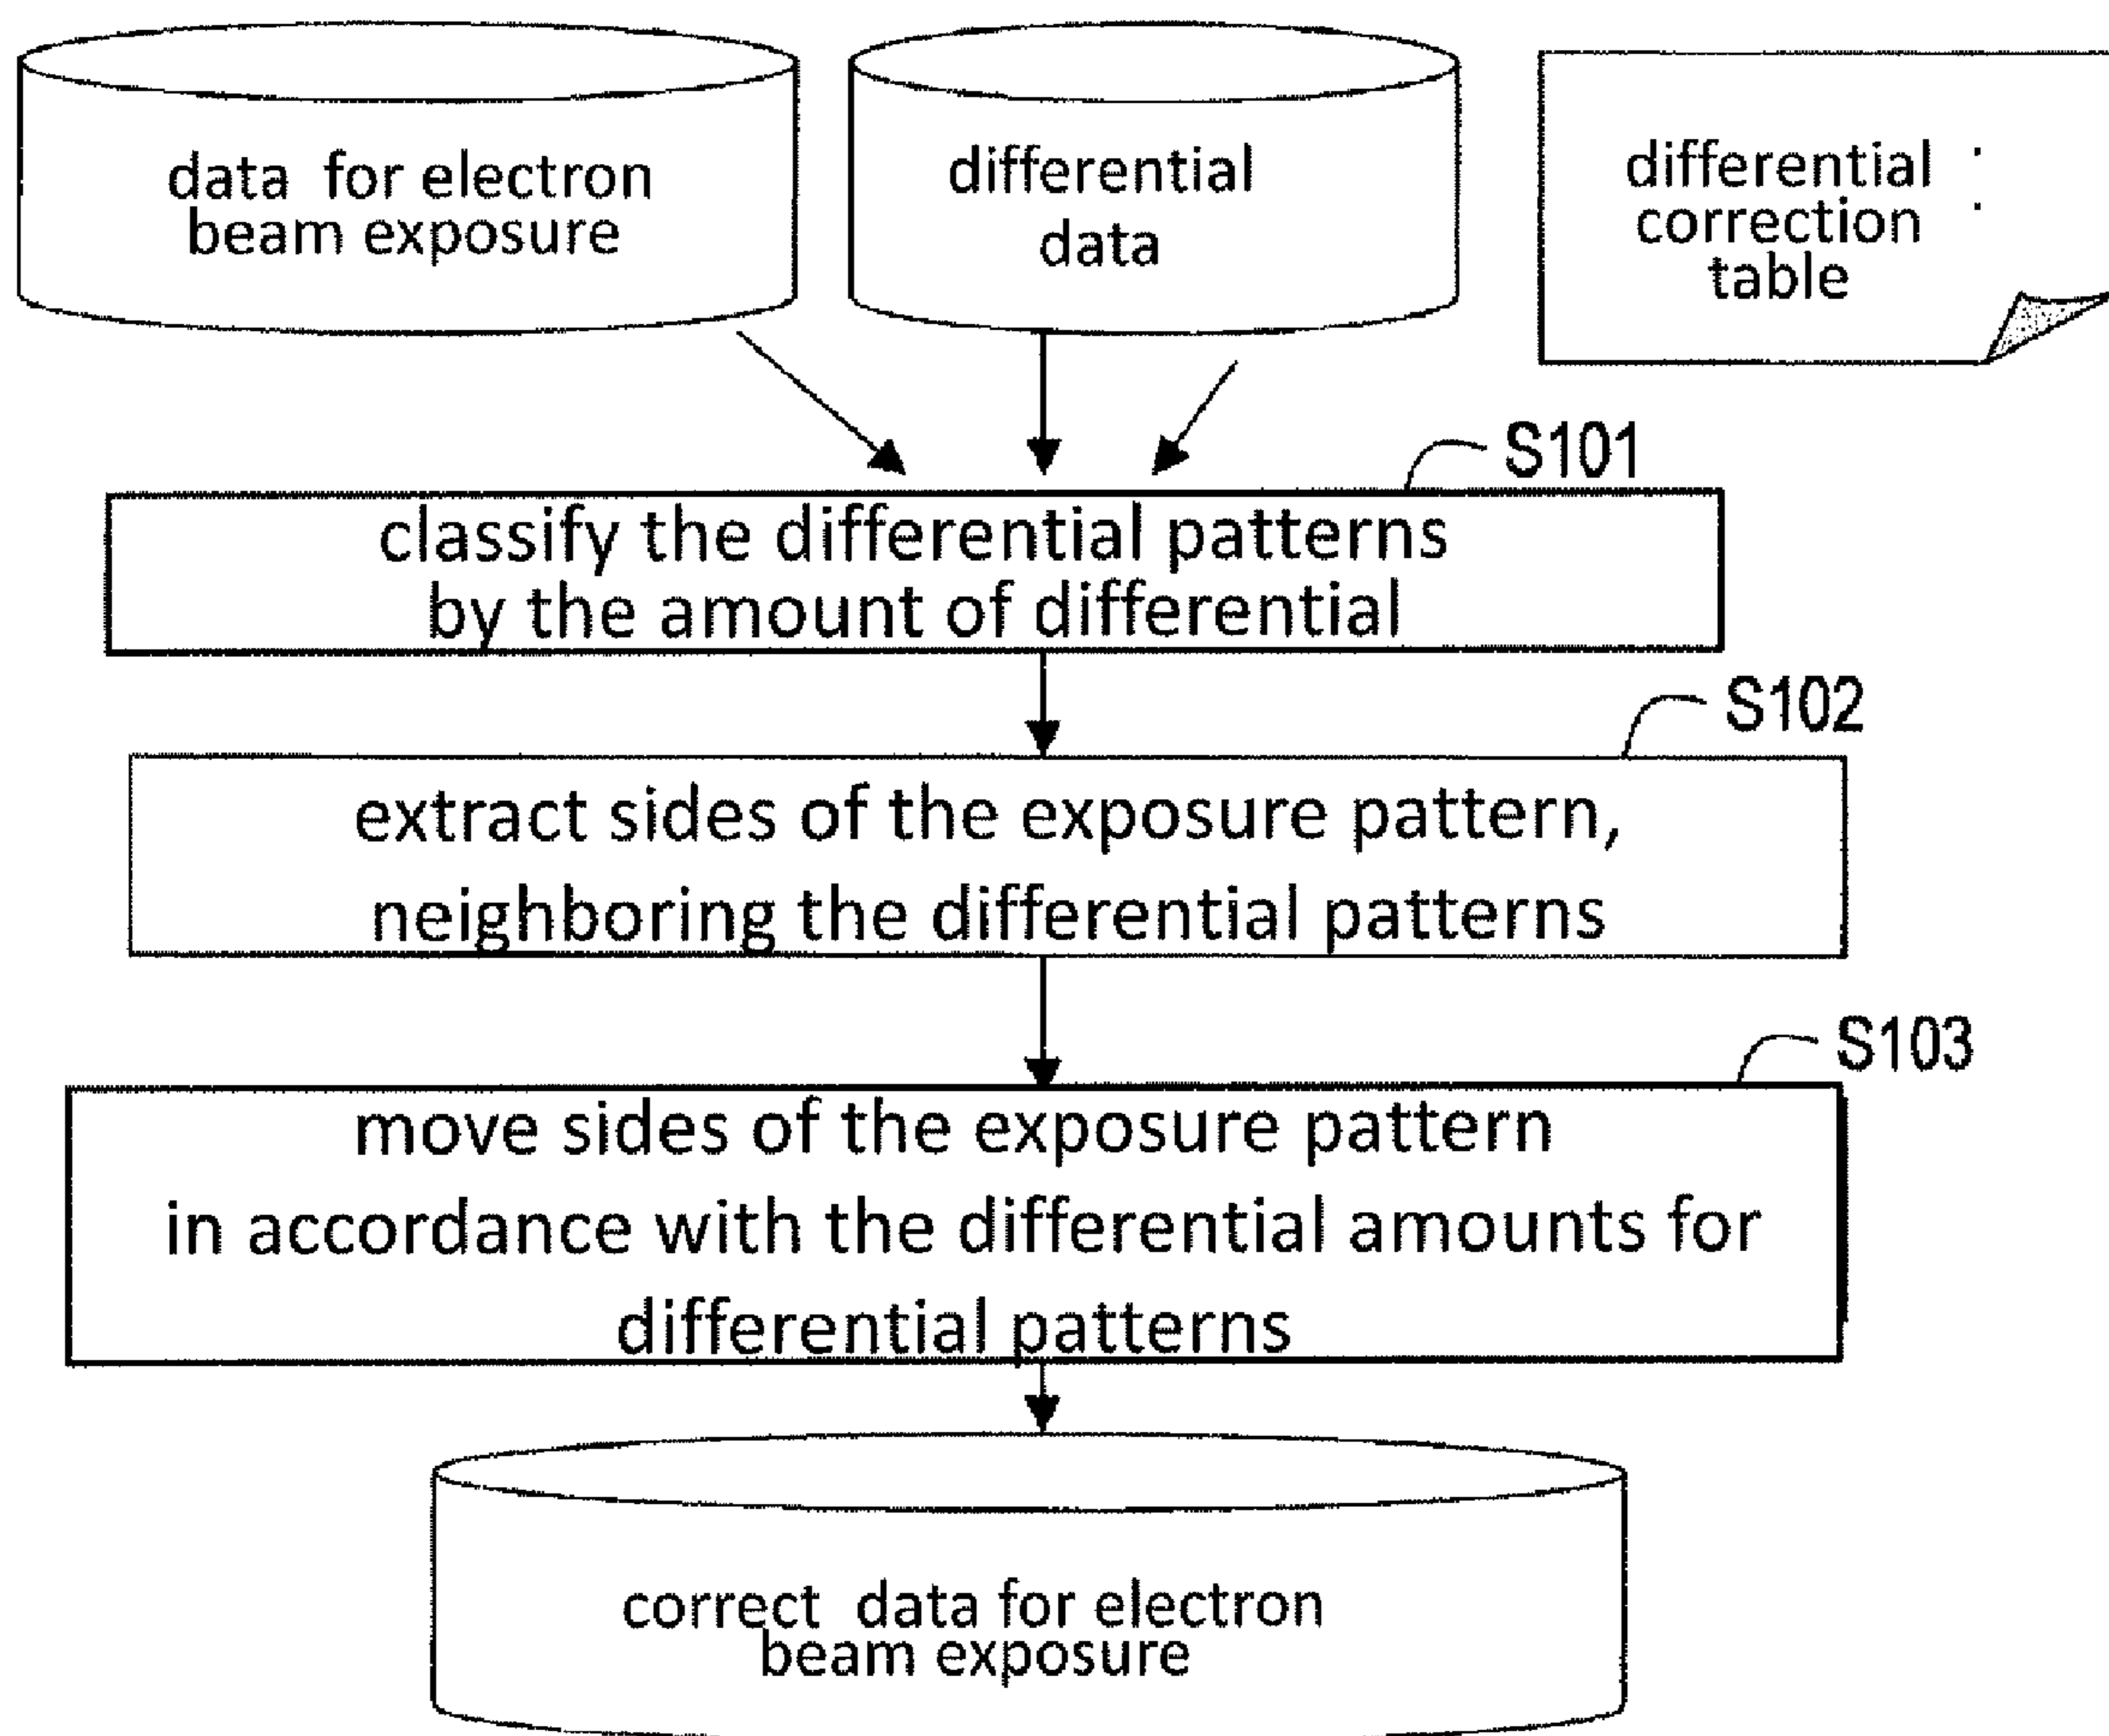 data for electron
beam exposure
differential
data
differential
correction
table
S101
classify the differential patterns
by the amount of differential
S102
extract sides of the exposure pattern,
neighboring the differential patterns
S103
move sides of the exposure pattern
in accordance with the differential amounts for
differential patterns
correct data for electron
beam exposure